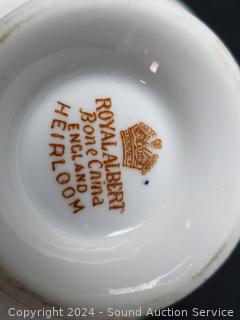 ROYAL ALBERT
Bone China
ENGLAND
HEIRLOOM
Copyright 2024 - Sound Auction Service